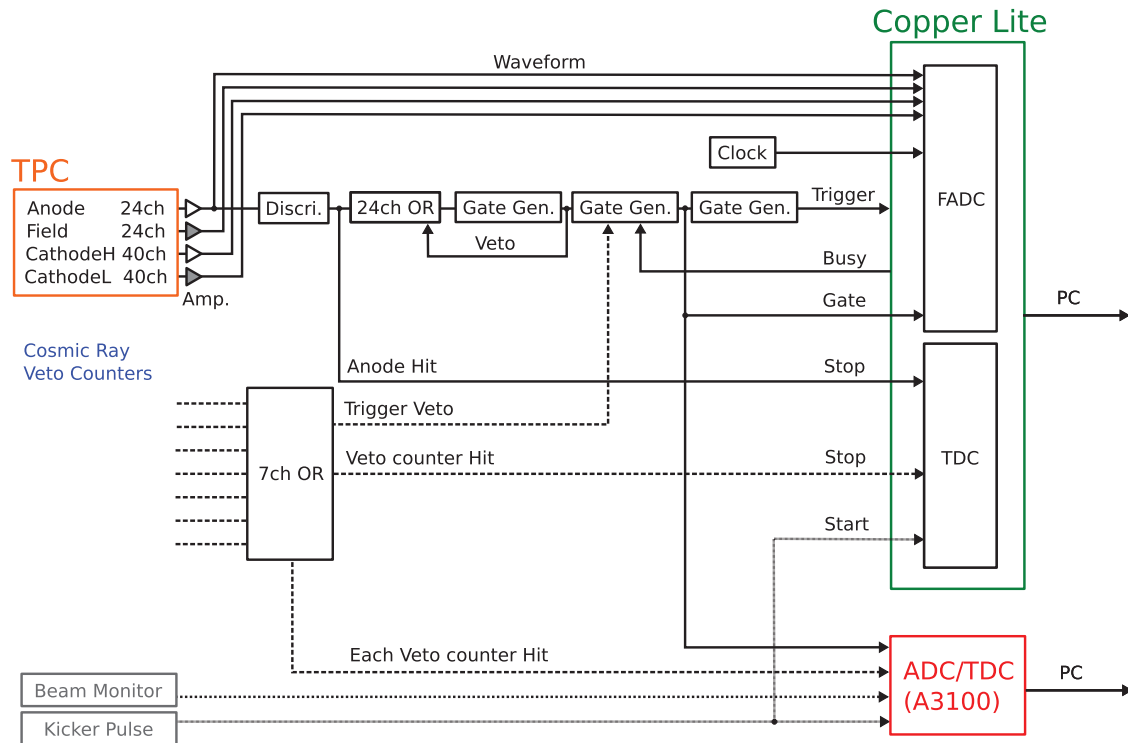 Copper Lite
Waveform
Clock
TPC
Anode 24ch
Field 24ch
CathodeH 40ch
CathodeL 40ch
Amp.
Discri.
24ch OR
Gate Gen.
Gate Gen.
Gate Gen.
Trigger
FADC
Veto
Busy
Gate
PC
Cosmic Ray
Veto Counters
Anode Hit
Stop
Trigger Veto
7ch OR
Veto counter Hit
Stop
TDC
Start
Each Veto counter Hit
ADC/TDC
(A3100)
PC
Beam Monitor
Kicker Pulse